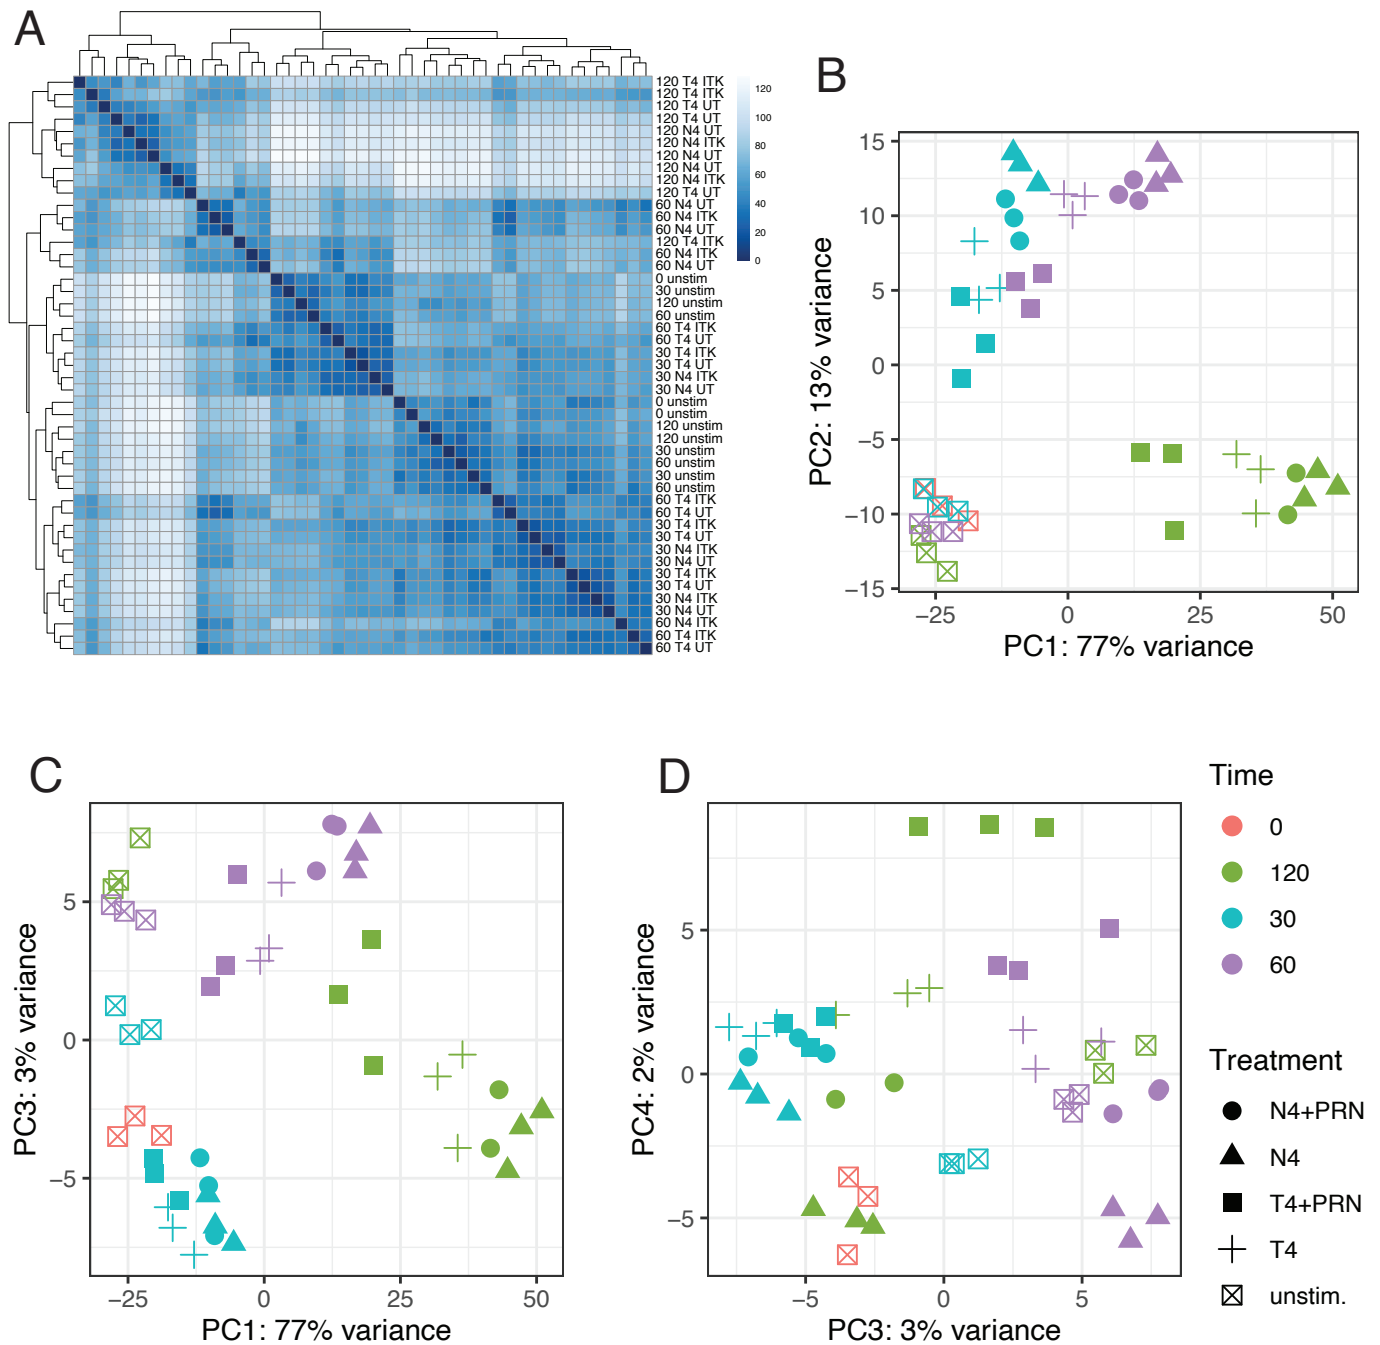 A
120 T4 ITK
120 T4 ITK
120 T4 UT
120 T4 UT
120 N4 UT
120 N4 ITK
120 N4 UT
120 N4 UT
120 N4 ITK
120 T4 UT
60 N4 UT
60 N4 ITK
60 N4 UT
120 T4 ITK
60 N4 ITK
60 N4 UT
0 unstim
30 unstim
120 unstim
60 unstim
60 T4 ITK
60 T4 UT
30 T4 ITK
30 T4 UT
30 N4 ITK
30 N4 UT
0 unstim
0 unstim
120 unstim
120 unstim
30 unstim
60 unstim
30 unstim
60 unstim
60 T4 ITK
60 T4 UT
30 T4 ITK
30 T4 UT
30 N4 ITK
30 N4 UT
30 T4 ITK
30 T4 UT
30 N4 ITK
30 N4 UT
60 N4 ITK
60 T4 ITK
60 T4 UT
120
100
80
60
40
20
0
B
15
10
5
0
−5
−10
−15
PC2: 13% variance
−25 0 25 50
PC1: 77% variance
C
5
0
−5
PC3: 3% variance
−25 0 25 50
PC1: 77% variance
D
5
0
−5
PC4: 2% variance
−5 0 5
PC3: 3% variance
Time
0
120
30
60
Treatment
N4+PRN
N4
T4+PRN
T4
unstim.